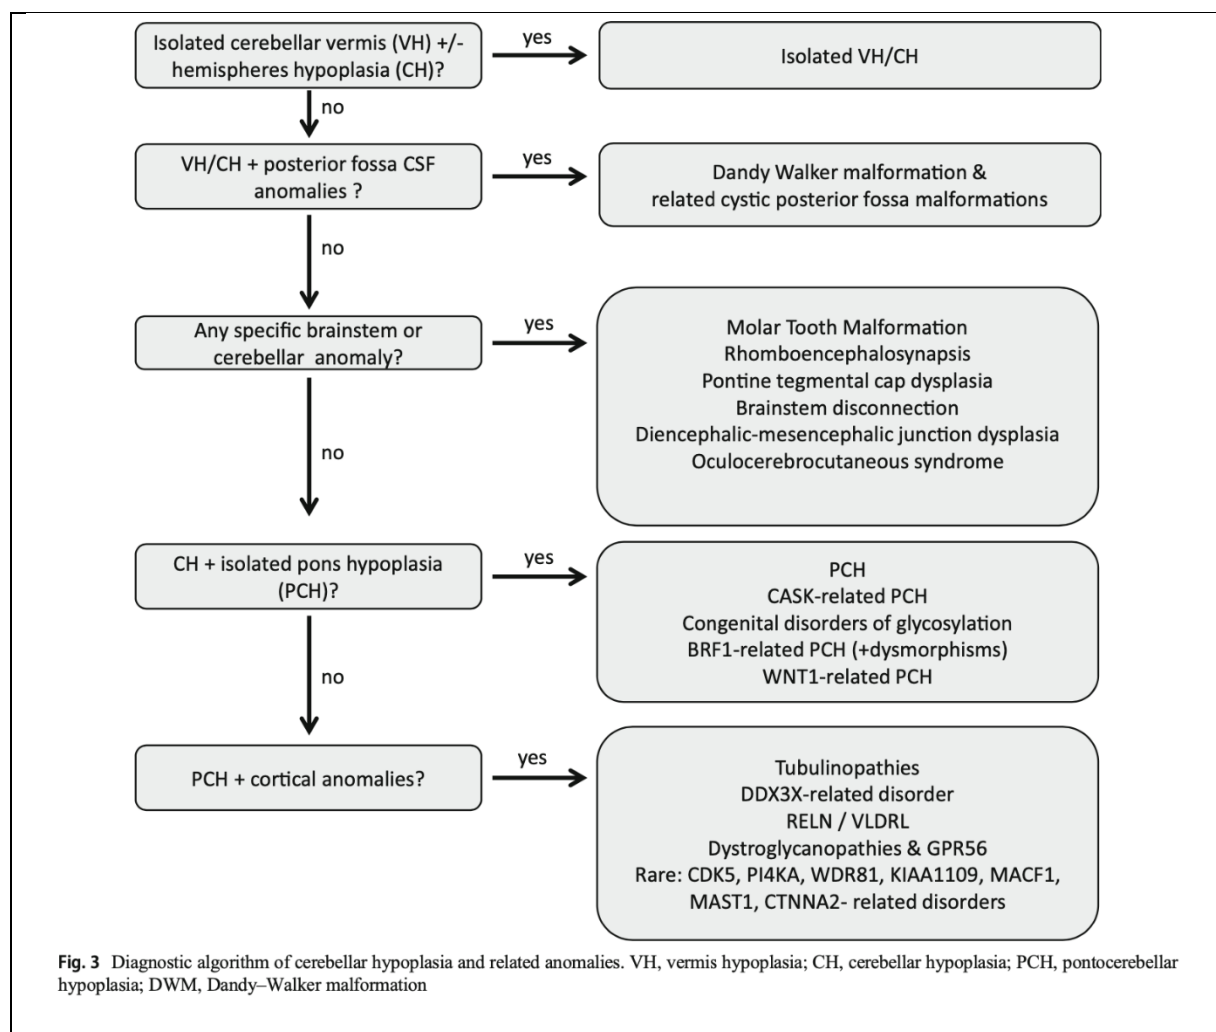 Isolated cerebellar vermis (VH) +/-
hemispheres hypoplasia (CH)?
yes
Isolated VH/CH
no
VH/CH + posterior fossa CSF
anomalies ?
yes
Dandy Walker malformation &
related cystic posterior fossa malformations
no
Any specific brainstem or
cerebellar anomaly?
yes
Molar Tooth Malformation
Rhomboencephalosynapsis
Pontine tegmental cap dysplasia
Brainstem disconnection
Diencephalic-mesencephalic junction dysplasia
Oculocerebrocutaneous syndrome
no
CH + isolated pons hypoplasia
(PCH)?
yes
PCH
CASK-related PCH
Congenital disorders of glycosylation
BRF1-related PCH (+dysmorphisms)
WNT1-related PCH
no
PCH + cortical anomalies?
yes
Tubulinopathies
DDX3X-related disorder
RELN / VLDRL
Dystroglycanopathies & GPR56
Rare: CDK5, PI4KA, WDR81, KIAA1109, MACF1,
MAST1, CTNNA2- related disorders
Fig. 3 Diagnostic algorithm of cerebellar hypoplasia and related anomalies. VH, vermis hypoplasia; CH, cerebellar hypoplasia; PCH, pontocerebellar
hypoplasia; DWM, Dandy–Walker malformation